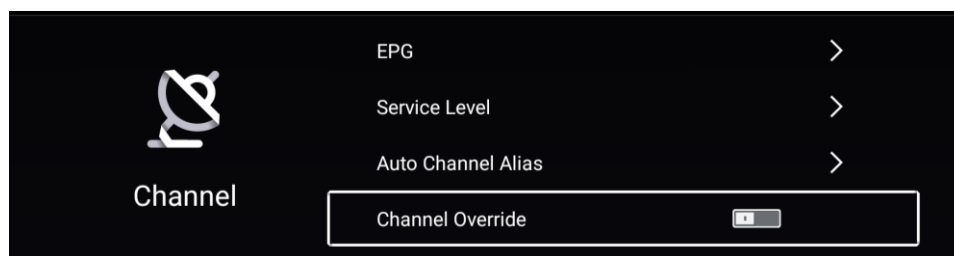 EPG
Service Level
Auto Channel Alias
Channel
Channel Override